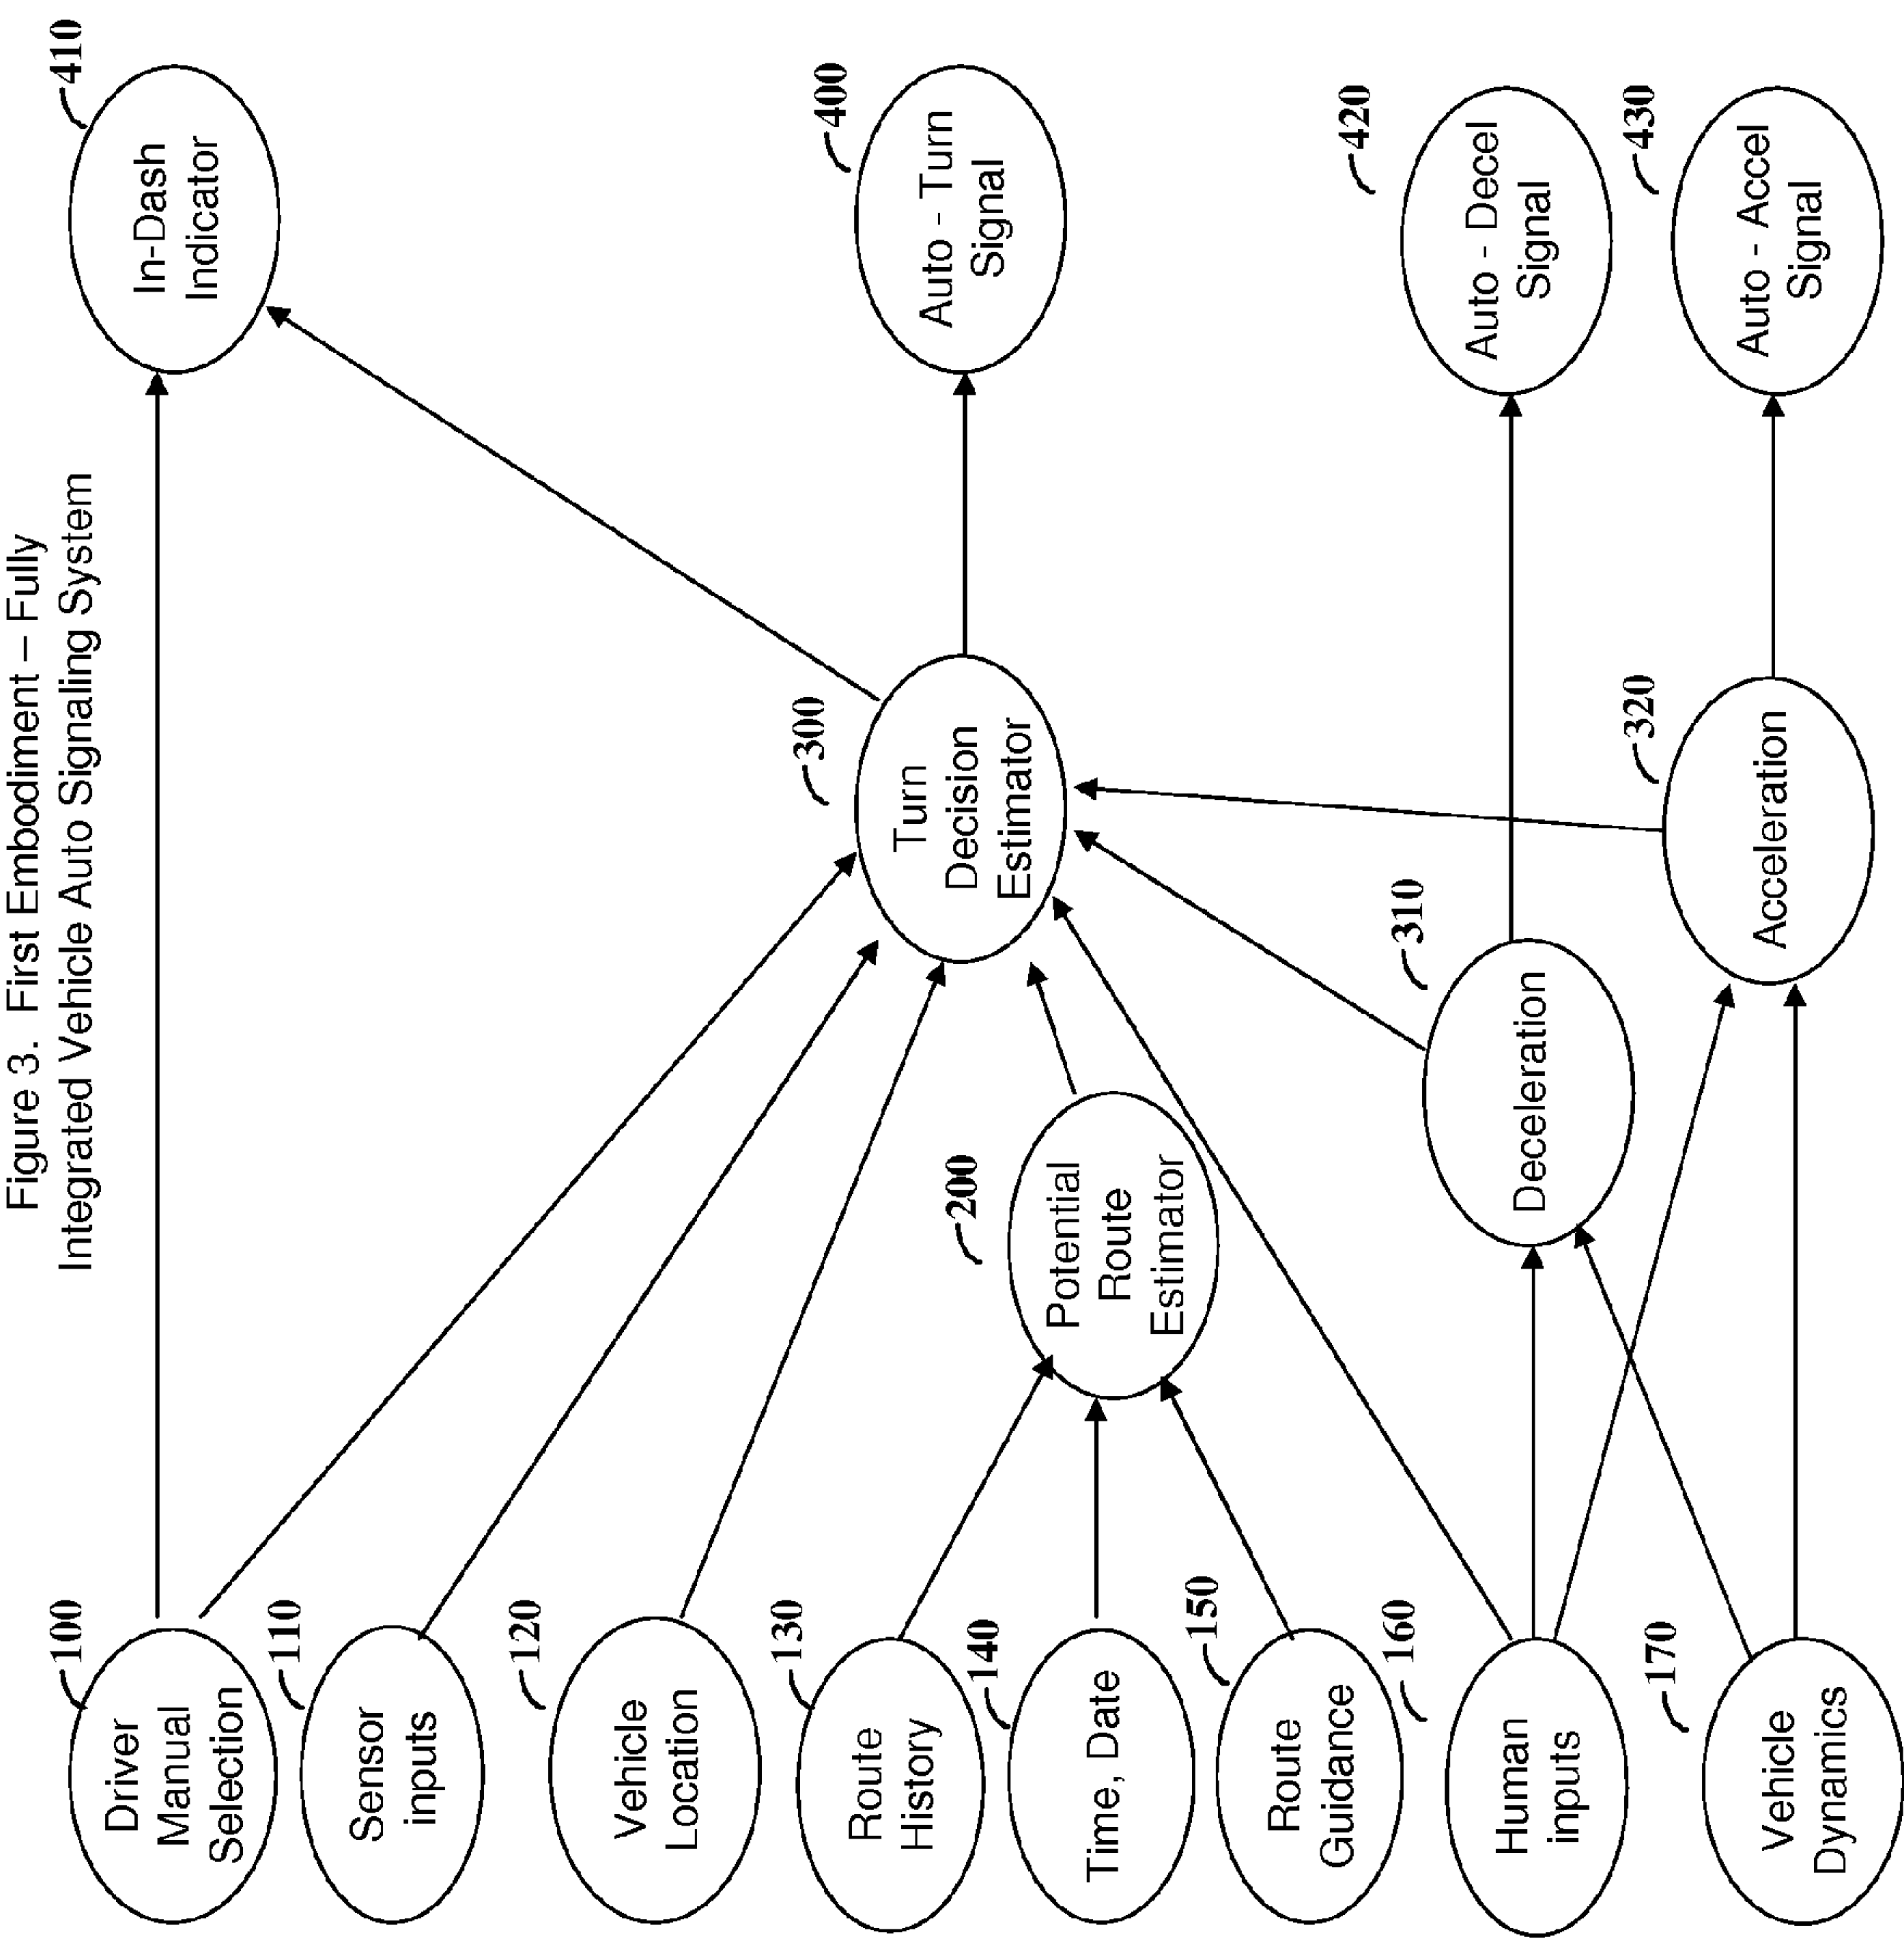 Figure 3. First Embodiment – Fully
Integrated Vehicle Auto Signaling System
100
Driver
Manual
Selection
110
Sensor
inputs
120
Vehicle
Location
130
Route
History
140
Time, Date
150
Route
Guidance
160
Human
inputs
170
Vehicle
Dynamics
200
Potential
Route
Estimator
300
Turn
Decision
Estimator
310
Deceleration
320
Acceleration
410
In-Dash
Indicator
400
Auto - Turn
Signal
420
Auto - Decel
Signal
430
Auto - Accel
Signal